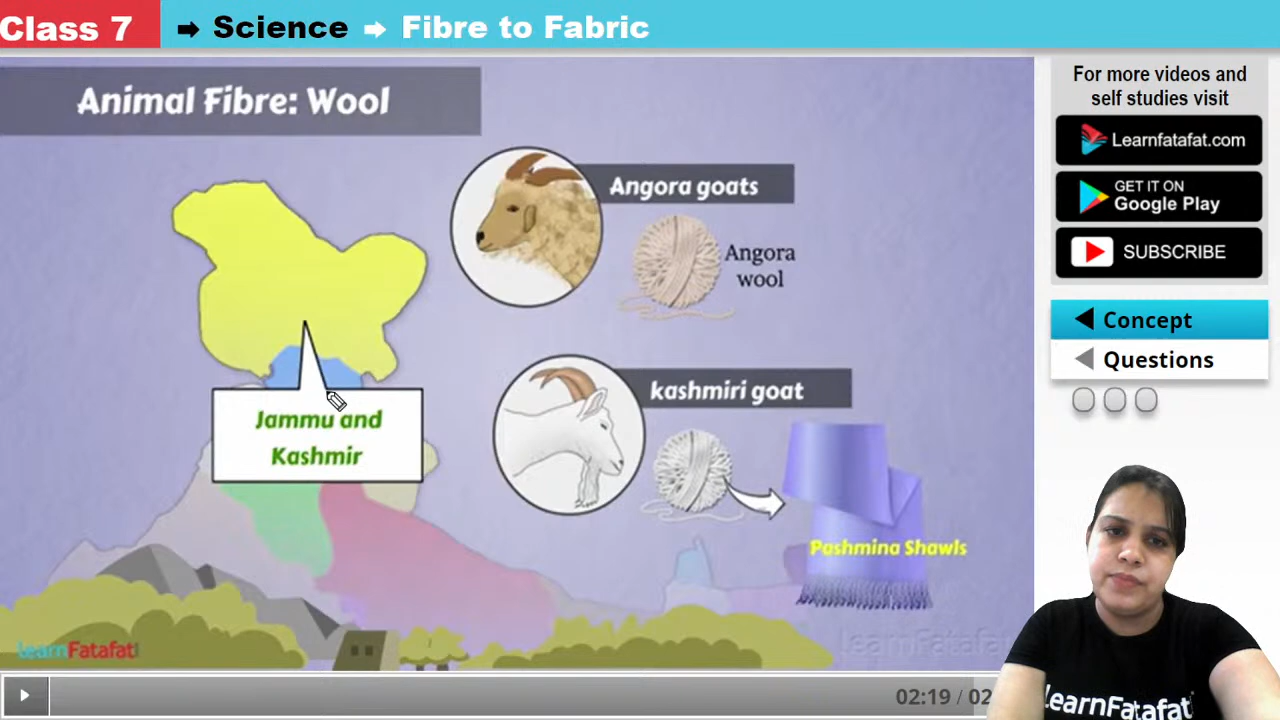 Class 7
➡ Science ➡ Fibre to Fabric
Animal Fibre: Wool
Angora goats
Angora
wool
kashmiri goat
Jammu and
Kashmir
Pashmina Shawls
LearnFatafat
LearnFatafat
02:19 / 02
For more videos and
self studies visit
Learnfatafat.com
GET IT ON
Google Play
SUBSCRIBE
Concept
Questions
LearnFatafat